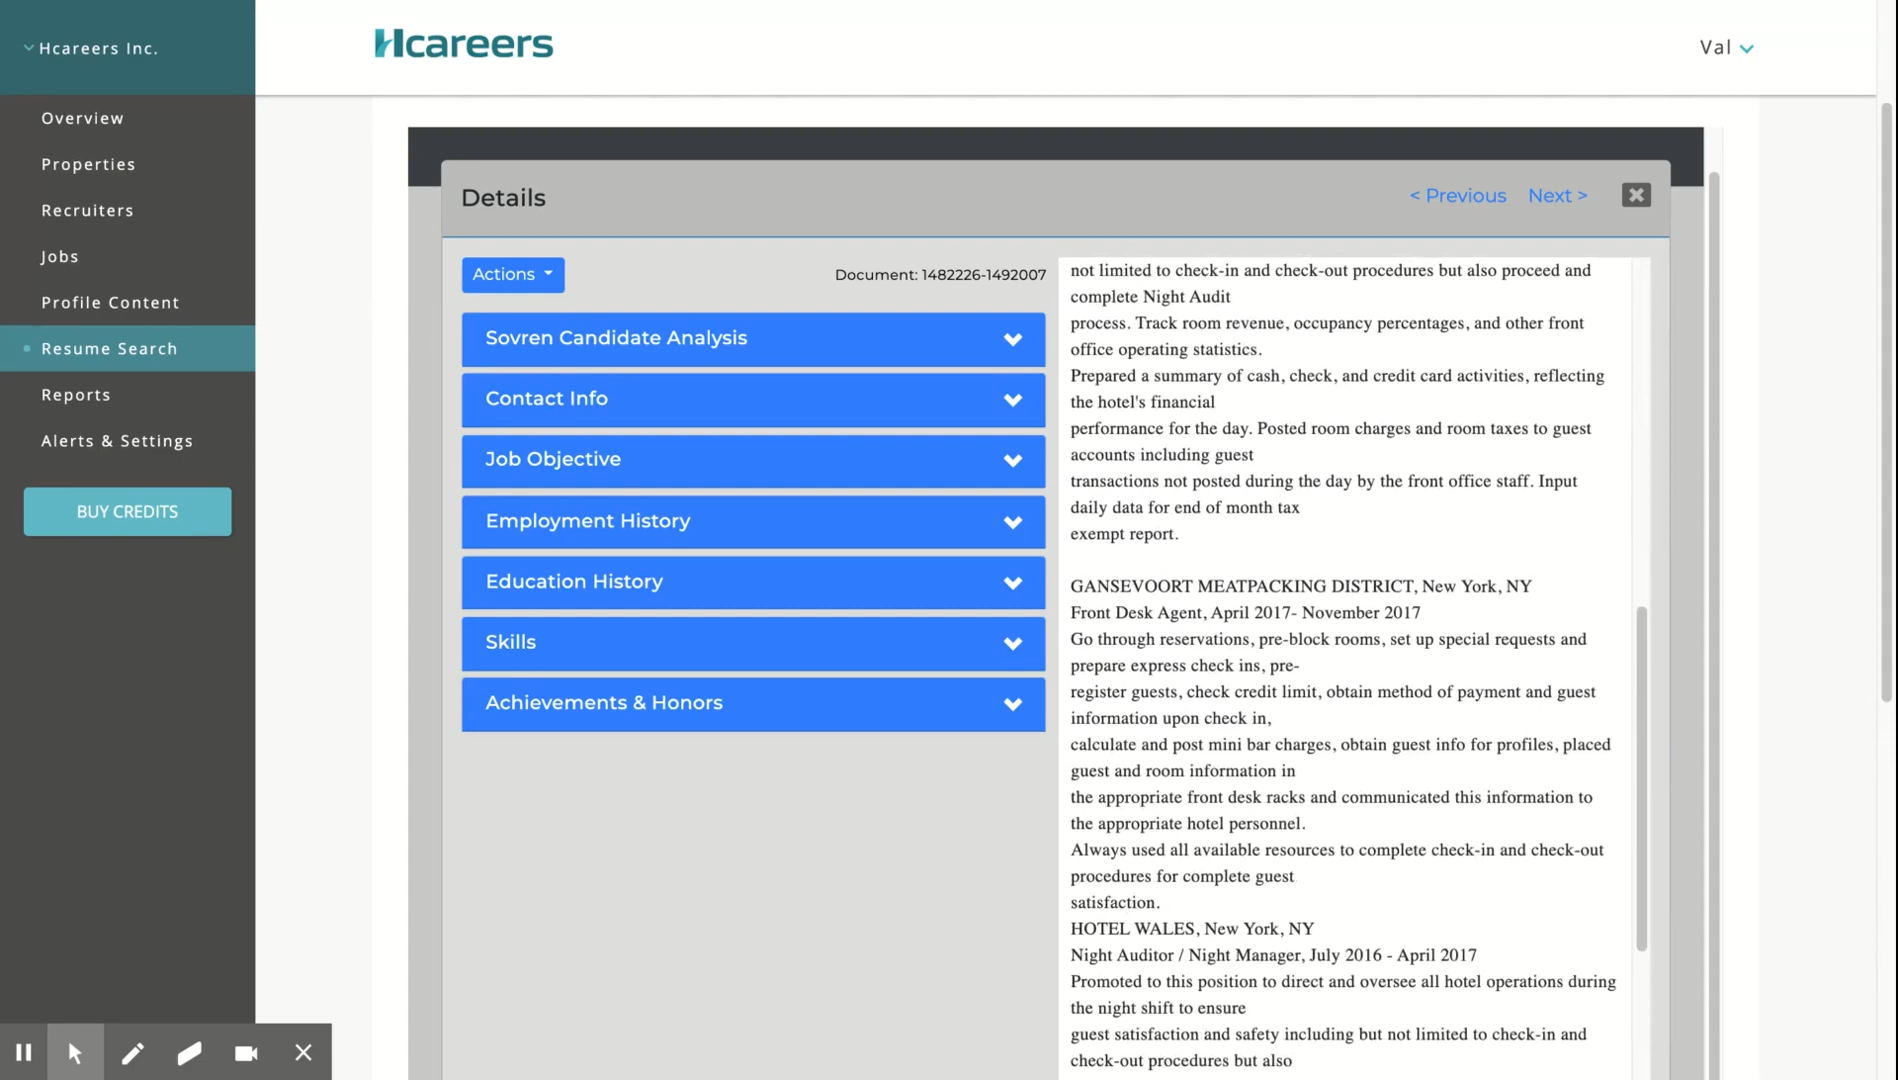 Hcareers Inc.
Hcareers
Val
Overview
Properties
Recruiters
Jobs
Profile Content
Resume Search
Reports
Alerts & Settings
BUY CREDITS
Details
< Previous
Next >
Actions
Document: 1482226-1492007
Sovren Candidate Analysis
Contact Info
Job Objective
Employment History
Education History
Skills
Achievements & Honors
not limited to check-in and check-out procedures but also proceed and
complete Night Audit
process. Track room revenue, occupancy percentages, and other front
office operating statistics.
Prepared a summary of cash, check, and credit card activities, reflecting
the hotel's financial
performance for the day. Posted room charges and room taxes to guest
accounts including guest
transactions not posted during the day by the front office staff. Input
daily data for end of month tax
exempt report.
GANSEVOORT MEATPACKING DISTRICT, New York, NY
Front Desk Agent, April 2017- November 2017
Go through reservations, pre-block rooms, set up special requests and
prepare express check ins, pre-
register guests, check credit limit, obtain method of payment and guest
information upon check in,
calculate and post mini bar charges, obtain guest info for profiles, placed
guest and room information in
the appropriate front desk racks and communicated this information to
the appropriate hotel personnel.
Always used all available resources to complete check-in and check-out
procedures for complete guest
satisfaction.
HOTEL WALES, New York, NY
Night Auditor / Night Manager, July 2016 - April 2017
Promoted to this position to direct and oversee all hotel operations during
the night shift to ensure
guest satisfaction and safety including but not limited to check-in and
check-out procedures but also